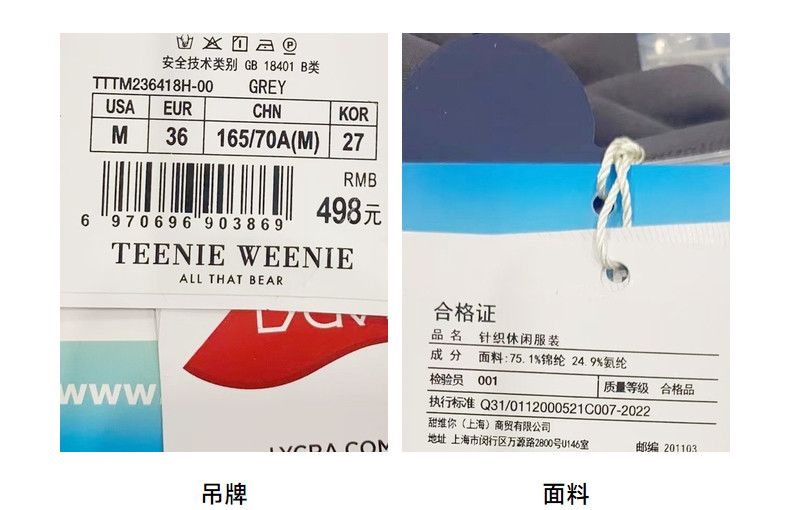 安全技术类别 GB 18401 B类
TTTM236418H-00 GREY
USA EUR CHN KOR
M 36 165/70A(M) 27
RMB
498元
6 970696 903869
TEENIE WEENIE
ALL THAT BEAR
www.
LYCRA.COM
合格证
品名 针织休闲服装
成分 面料:75.1%锦纶 24.9%氨纶
检验员 001 质量等级 合格品
执行标准 Q31/0112000521C007-2022
甜维你（上海）商贸有限公司
地址 上海市闵行区万源路2800号U146室 邮编 201103
吊牌
面料